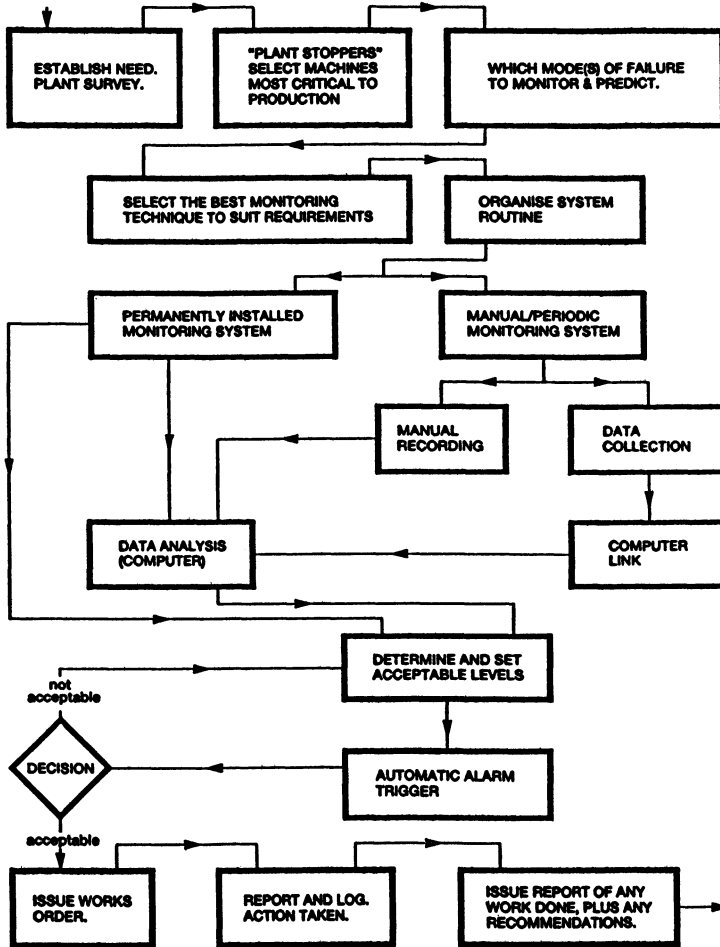 ESTABLISH NEED.
PLANT SURVEY.
"PLANT STOPPERS"
SELECT MACHINES
MOST CRITICAL TO
PRODUCTION
WHICH MODE(S) OF FAILURE
TO MONITOR & PREDICT.
SELECT THE BEST MONITORING
TECHNIQUE TO SUIT REQUIREMENTS
ORGANISE SYSTEM
ROUTINE
PERMANENTLY INSTALLED
MONITORING SYSTEM
MANUAL/PERIODIC
MONITORING SYSTEM
MANUAL
RECORDING
DATA
COLLECTION
DATA ANALYSIS
(COMPUTER)
COMPUTER
LINK
DETERMINE AND SET
ACCEPTABLE LEVELS
not
acceptable
DECISION
AUTOMATIC ALARM
TRIGGER
acceptable
ISSUE WORKS
ORDER.
REPORT AND LOG.
ACTION TAKEN.
ISSUE REPORT OF ANY
WORK DONE, PLUS ANY
RECOMMENDATIONS.